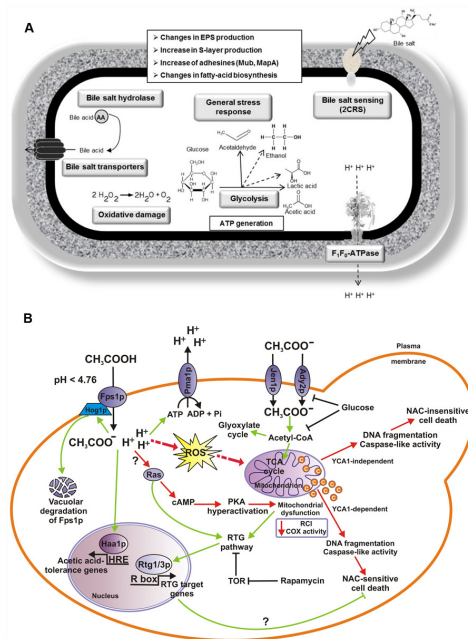 A
➢ Changes in EPS production
➢ Increase in S-layer production
➢ Increase of adhesines (Mub, MapA)
➢ Changes in fatty-acid biosynthesis
Bile salt
Bile salt hydrolase
General stress
response
Bile salt sensing
(2CRS)
Bile acid AA
Acetaldehyde
Ethanol
Bile acid
Glucose
Bile salt transporters
Lactic acid
Glycolysis
Acetic acid
2 H₂O₂ → 2H₂O + O₂
Oxidative damage
ATP generation
H⁺ H⁺ H⁺
F₁F₀-ATPase
H⁺ H⁺ H⁺
B
Plasma
membrane
CH₃COOH
pH < 4.76
Fps1p
Hog1p
CH₃COO⁻
H⁺
H⁺ H⁺
Pma1p
ATP ADP + Pi
H⁺ H⁺
H⁺
CH₃COO⁻
Jen1p
Ady2p
CH₃COO⁻
Glucose
Acetyl-CoA
Glyoxylate
cycle
ROS
TCA
cycle
Mitochondrion
NAC-insensitive
cell death
DNA fragmentation
Caspase-like activity
YCA1-independent
YCA1-dependent
?
Ras
cAMP
PKA
hyperactivation
Mitochondrial
dysfunction
RCI
COX activity
Vacuolar
degradation
of Fps1p
RTG
pathway
DNA fragmentation
Caspase-like activity
Haa1p
HRE
Acetic acid-
tolerance genes
Rtg1/3p
R box
RTG target
genes
Nucleus
TOR
Rapamycin
NAC-sensitive
cell death
?